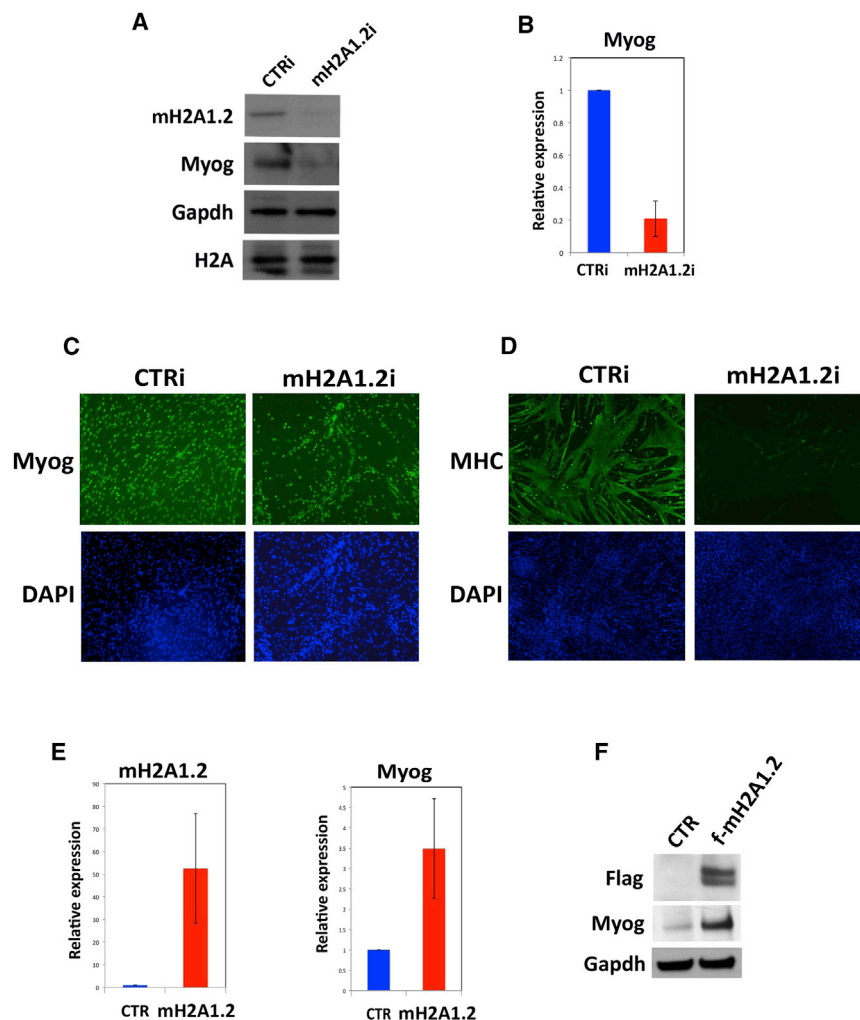 A
CTRi mH2A1.2i
mH2A1.2
Myog
Gapdh
H2A
B
Myog
Relative expression
1.2
1
0.8
0.6
0.4
0.2
0
CTRi mH2A1.2i
C
CTRi mH2A1.2i
Myog
DAPI
D
CTRi mH2A1.2i
MHC
DAPI
E
mH2A1.2
Relative expression
90
80
70
60
50
40
30
20
10
0
CTR mH2A1.2
Myog
Relative expression
5
4.5
4
3.5
3
2.5
2
1.5
1
0.5
0
CTR mH2A1.2
F
CTR f-mH2A1.2
Flag
Myog
Gapdh